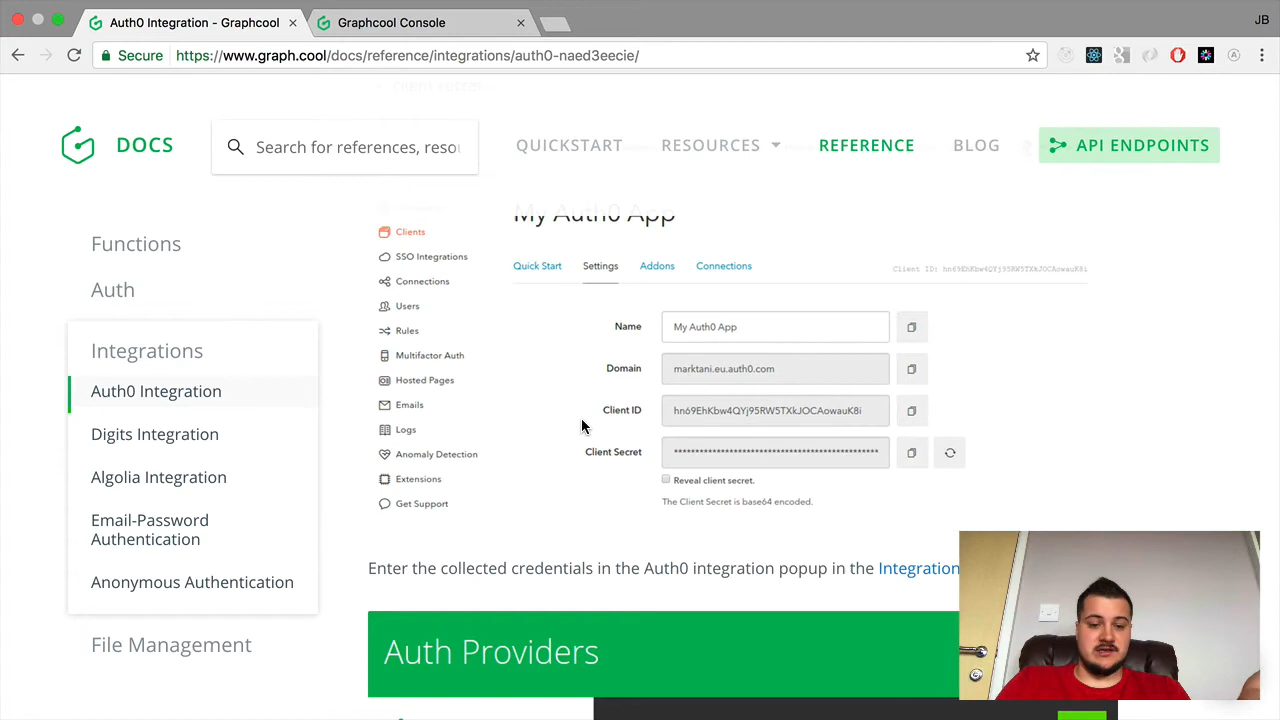 Auth0 Integration - Graphcool
Graphcool Console
JB
Secure
https://www.graph.cool/docs/reference/integrations/auth0-naed3eecie/
DOCS
Search for references, reso
QUICKSTART
RESOURCES
REFERENCE
BLOG
API ENDPOINTS
Functions
Auth
Integrations
Auth0 Integration
Digits Integration
Algolia Integration
Email-Password
Authentication
Anonymous Authentication
File Management
My Auth0 App
Clients
SSO Integrations
Connections
Users
Rules
Multifactor Auth
Hosted Pages
Emails
Logs
Anomaly Detection
Extensions
Get Support
Quick Start
Settings
Addons
Connections
Client ID: hn69EhKbw4QYj95RW5TXkJOCAowauK8i
Name
My Auth0 App
Domain
marktani.eu.auth0.com
Client ID
hn69EhKbw4QYj95RW5TXkJOCAowauK8i
Client Secret
************************************************
Reveal client secret.
The Client Secret is base64 encoded.
Enter the collected credentials in the Auth0 integration popup in the Integration
Auth Providers